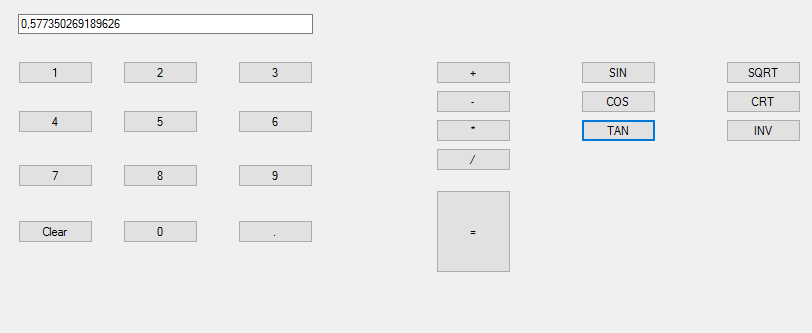 0,577350269189626
1 2 3 + SIN SQRT
- COS CRT
4 5 6 * TAN INV
/
7 8 9
Clear 0 . =